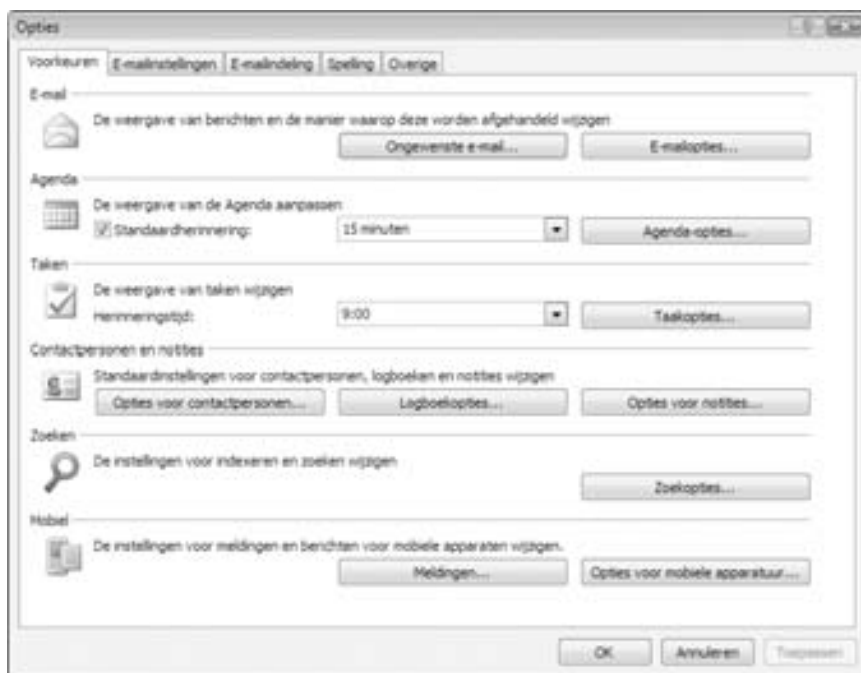 Opties
Voorkeuren E-mailinstellingen E-mailindeling Spelling Overige
E-mail
De weergave van berichten en de manier waarop deze worden afgehandeld wijzigen
Ongewenste e-mail... E-mailopties...
Agenda
De weergave van de Agenda aanpassen
Standaardherinnering: 15 minuten Agenda-opties...
Taken
De weergave van taken wijzigen
Herinneringstijd: 9:00 Taakopties...
Contactpersonen en notities
Standaardinstellingen voor contactpersonen, logboeken en notities wijzigen
Opties voor contactpersonen... Logboekopties... Opties voor notities...
Zoeken
De instellingen voor indexeren en zoeken wijzigen
Zoekopties...
Mobiel
De instellingen voor meldingen en berichten voor mobiele apparaten wijzigen.
Meldingen... Opties voor mobiele apparatuur...
OK Annuleren Toepassen